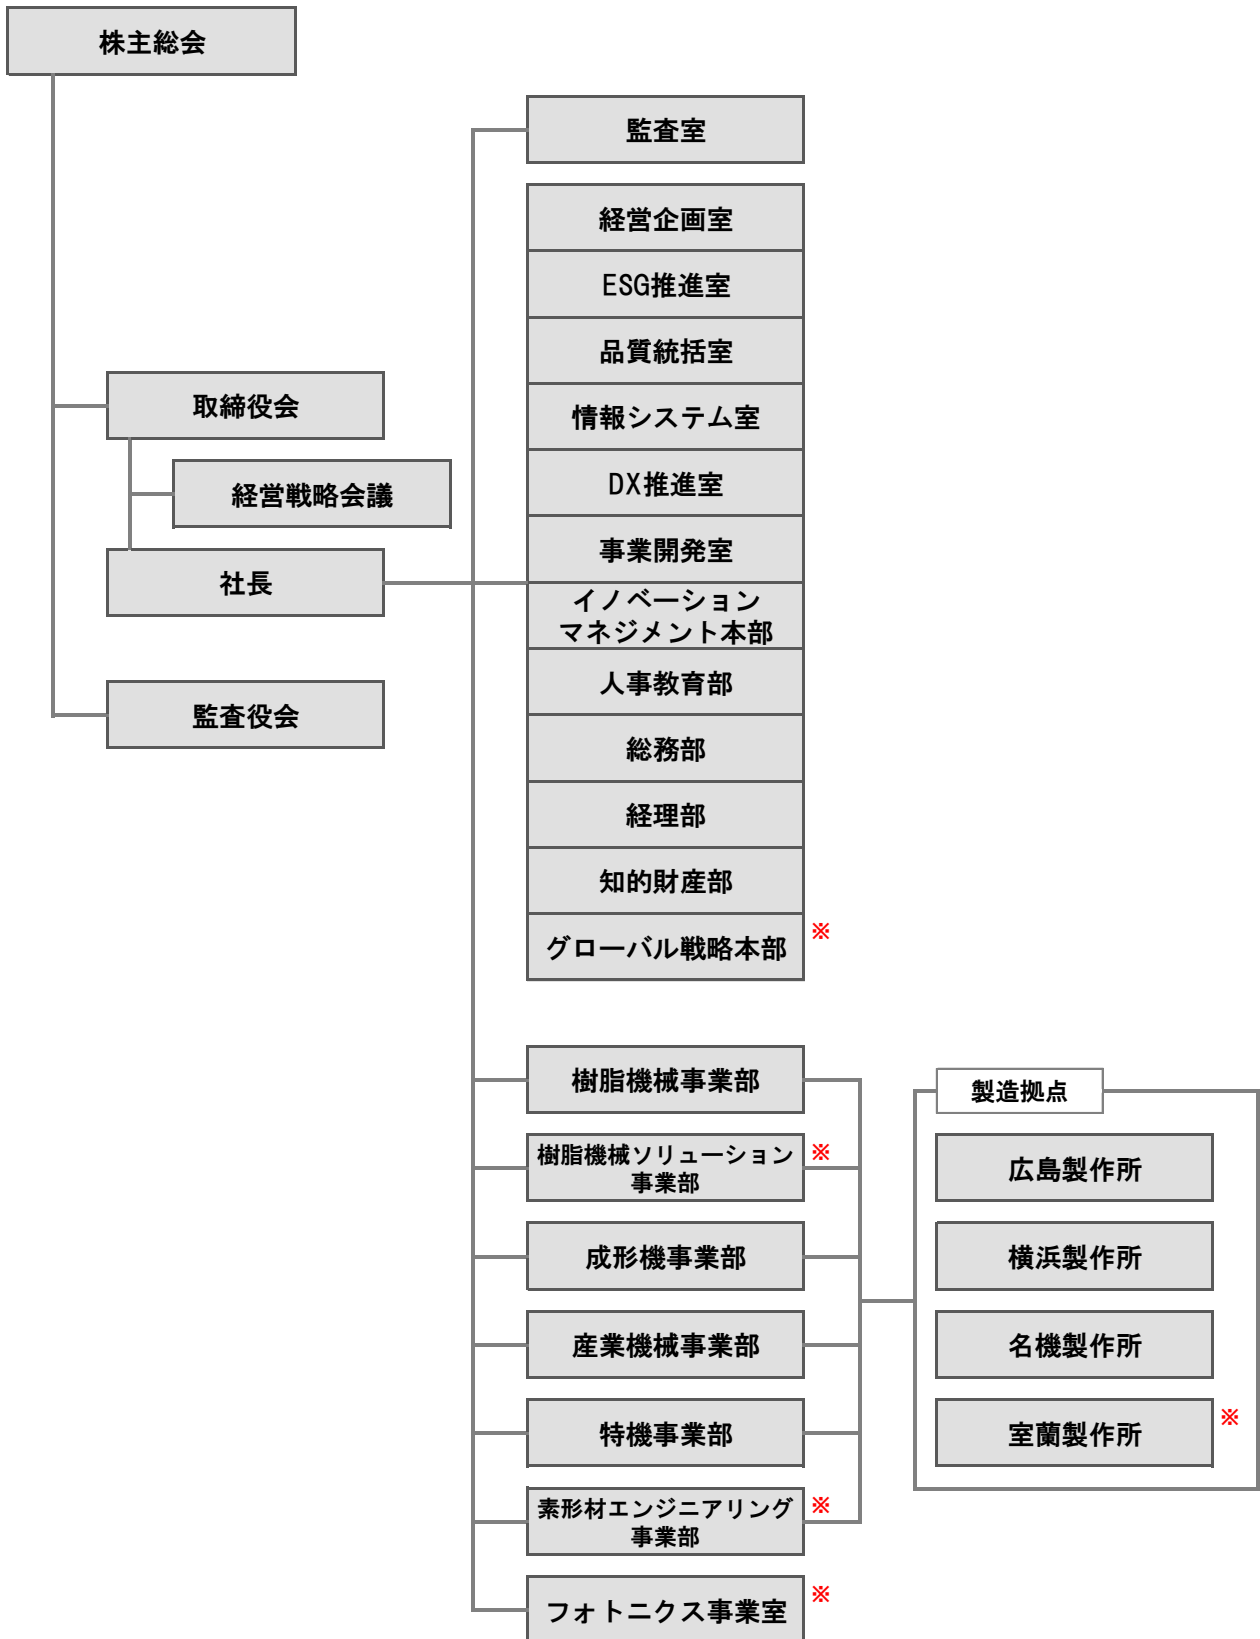 株主総会
監査室
経営企画室
ESG推進室
品質統括室
取締役会
情報システム室
経営戦略会議
DX推進室
事業開発室
社長
イノベーション
マネジメント本部
人事教育部
監査役会
総務部
経理部
知的財産部
グローバル戦略本部 ※
樹脂機械事業部
樹脂機械ソリューション ※
事業部
成形機事業部
産業機械事業部
特機事業部
素形材エンジニアリング ※
事業部
フォトニクス事業室 ※
製造拠点
広島製作所
横浜製作所
名機製作所
室蘭製作所 ※